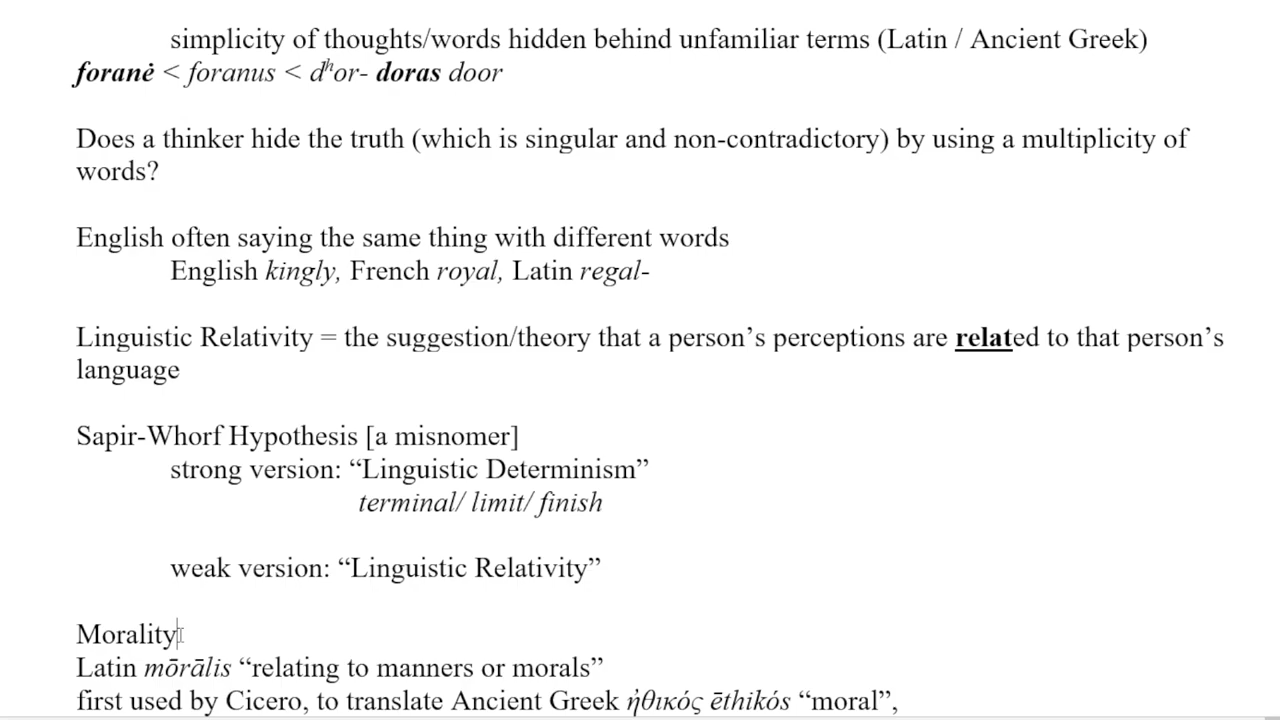 simplicity of thoughts/words hidden behind unfamiliar terms (Latin / Ancient Greek)
foranė < foranus < dʰor- doras door
Does a thinker hide the truth (which is singular and non-contradictory) by using a multiplicity of
words?
English often saying the same thing with different words
English kingly, French royal, Latin regal-
Linguistic Relativity = the suggestion/theory that a person’s perceptions are related to that person’s
language
Sapir-Whorf Hypothesis [a misnomer]
strong version: “Linguistic Determinism”
terminal/ limit/ finish
weak version: “Linguistic Relativity”
Morality
Latin mōrālis “relating to manners or morals”
first used by Cicero, to translate Ancient Greek ἠθικός ēthikós “moral”,